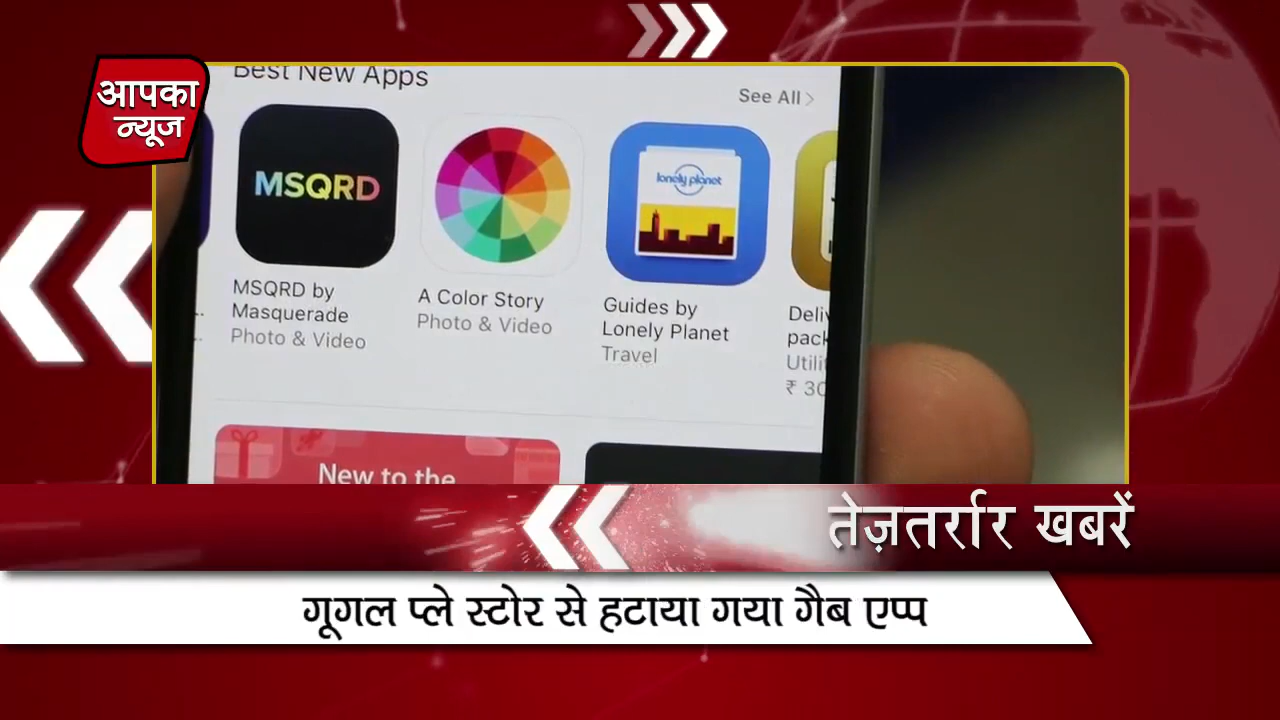 आपका
न्यूज
Best New Apps
See All
MSQRD
lonely planet
MSQRD by
Masquerade
Photo & Video
A Color Story
Photo & Video
Guides by
Lonely Planet
Travel
₹ 30
New to the
तेज़तर्रार खबरें
गूगल प्ले स्टोर से हटाया गया गैब एप्प